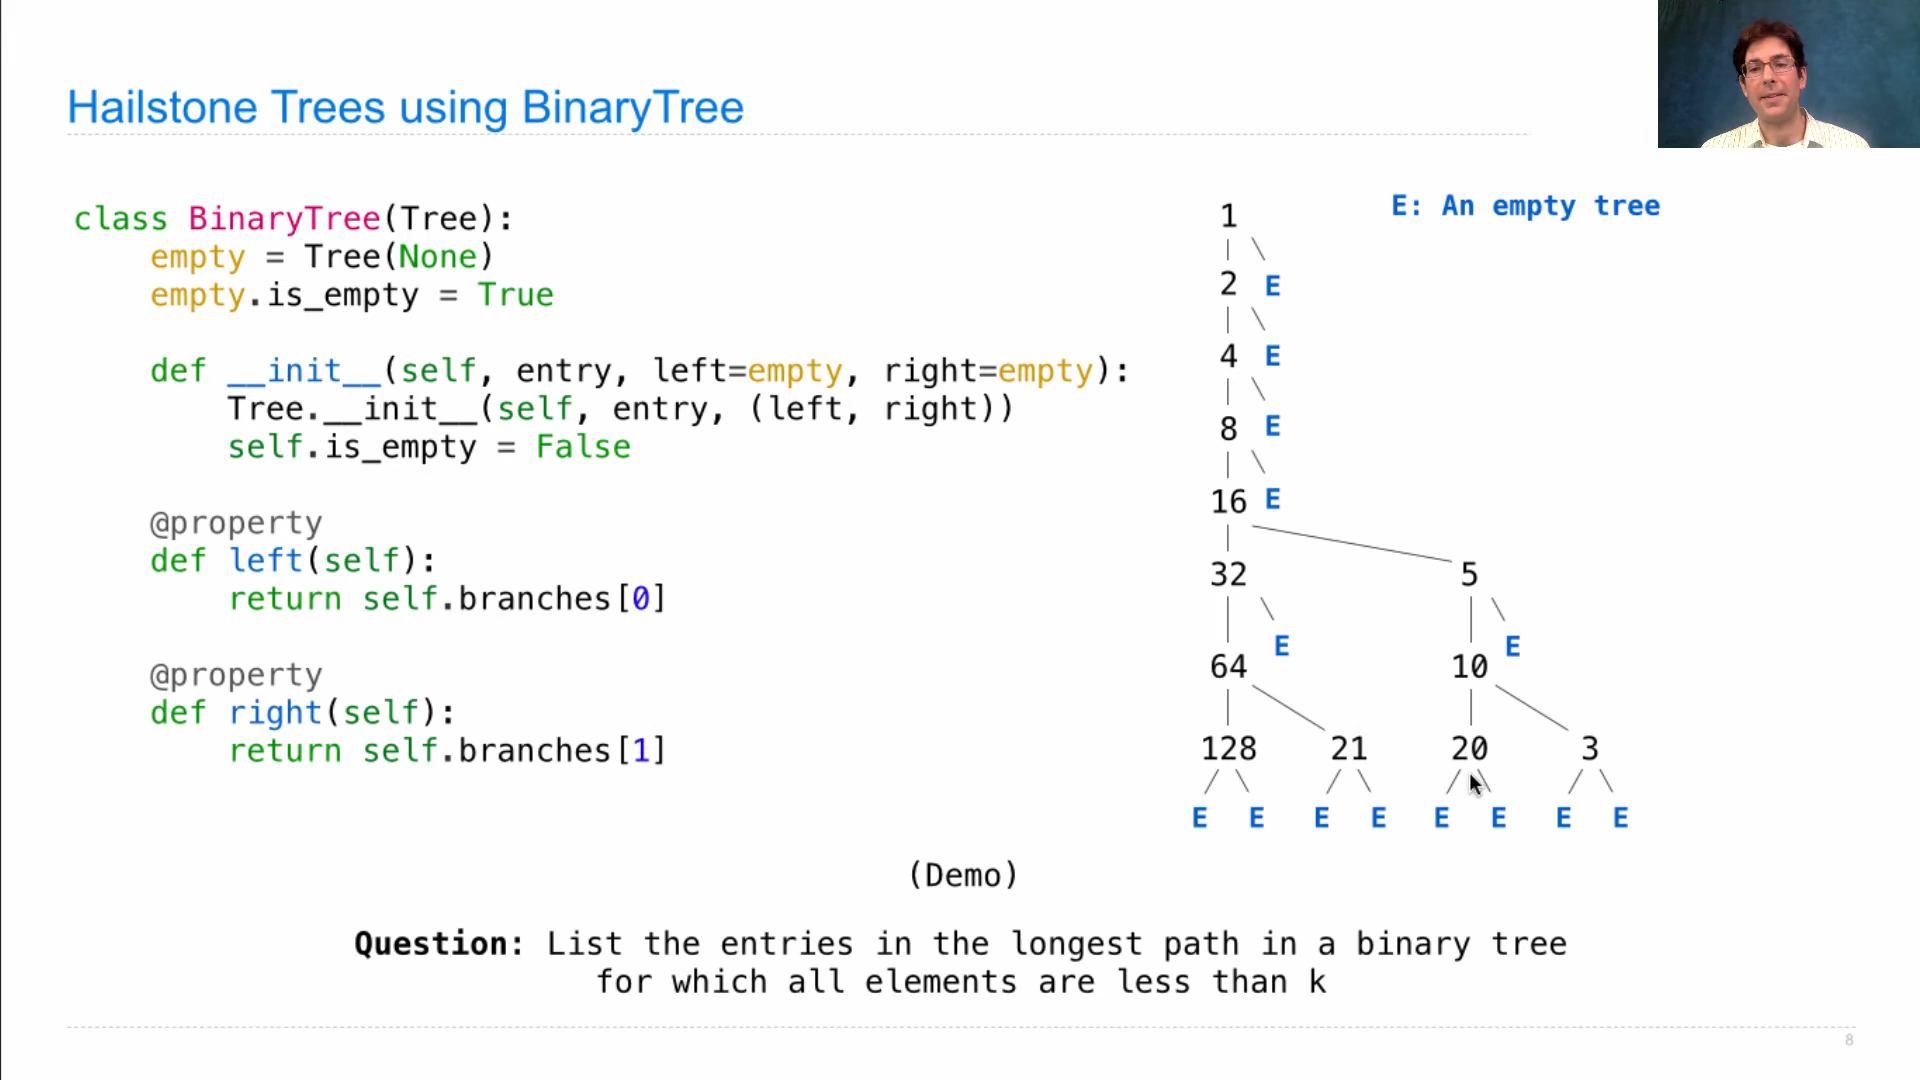 Hailstone Trees using BinaryTree
class BinaryTree(Tree):
    empty = Tree(None)
    empty.is_empty = True
    def __init__(self, entry, left=empty, right=empty):
        Tree.__init__(self, entry, (left, right))
        self.is_empty = False
    @property
    def left(self):
        return self.branches[0]
    @property
    def right(self):
        return self.branches[1]
E: An empty tree
1
2 E
4 E
8 E
16 E
32 5
E E
64 10
128 21 20 3
E E E E E E E E
(Demo)
Question: List the entries in the longest path in a binary tree
for which all elements are less than k
8